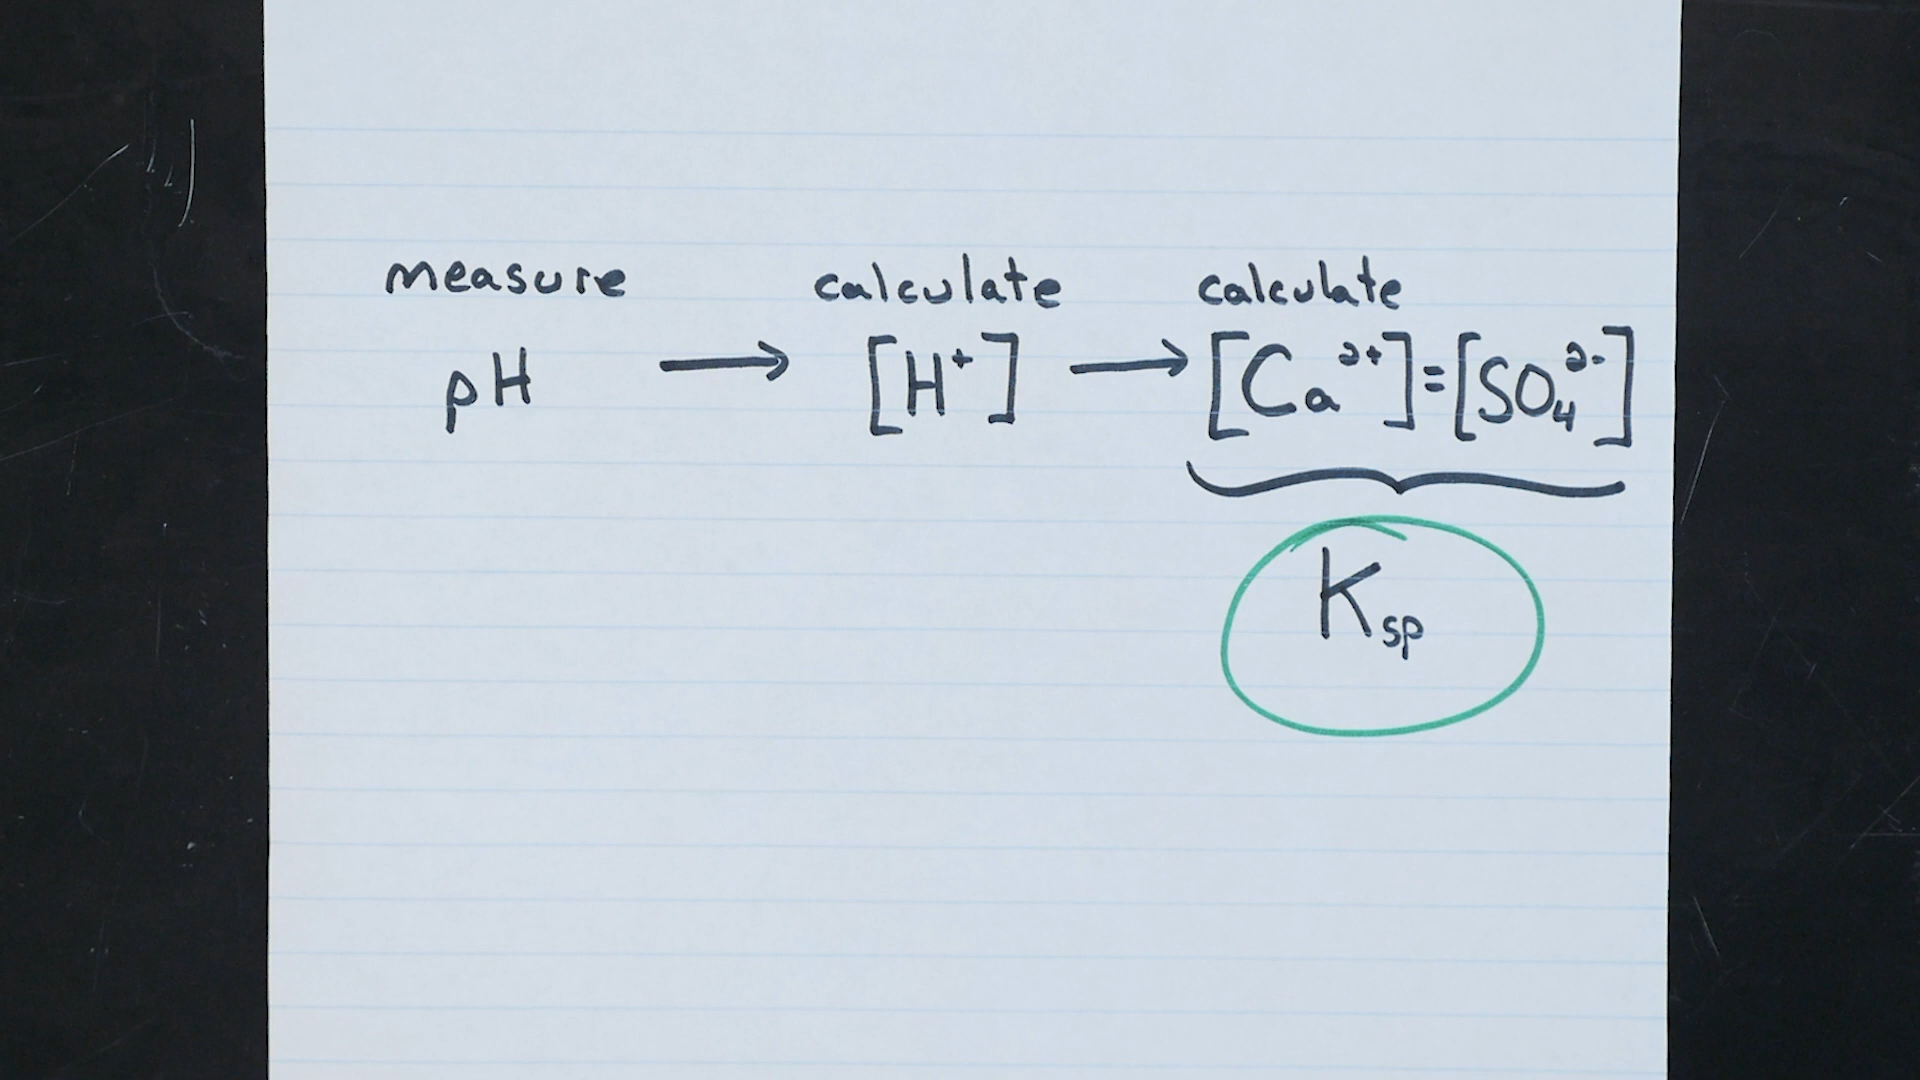 measure calculate calculate
pH → [H⁺] → [Ca²⁺]=[SO₄²⁻]
Ksp